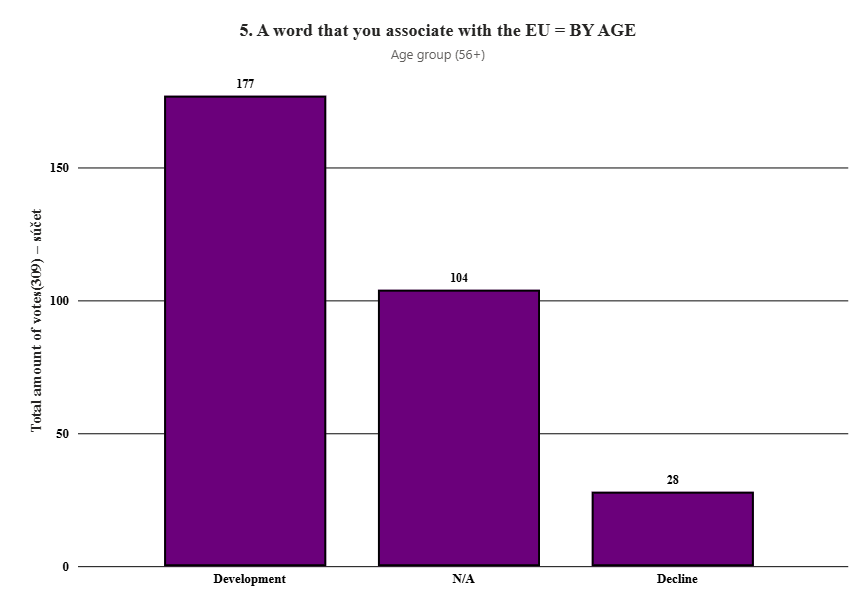 5. A word that you associate with the EU = BY AGE
Age group (56+)
Total amount of votes(309) – súčet
177
150
104
100
50
28
0
Development
N/A
Decline